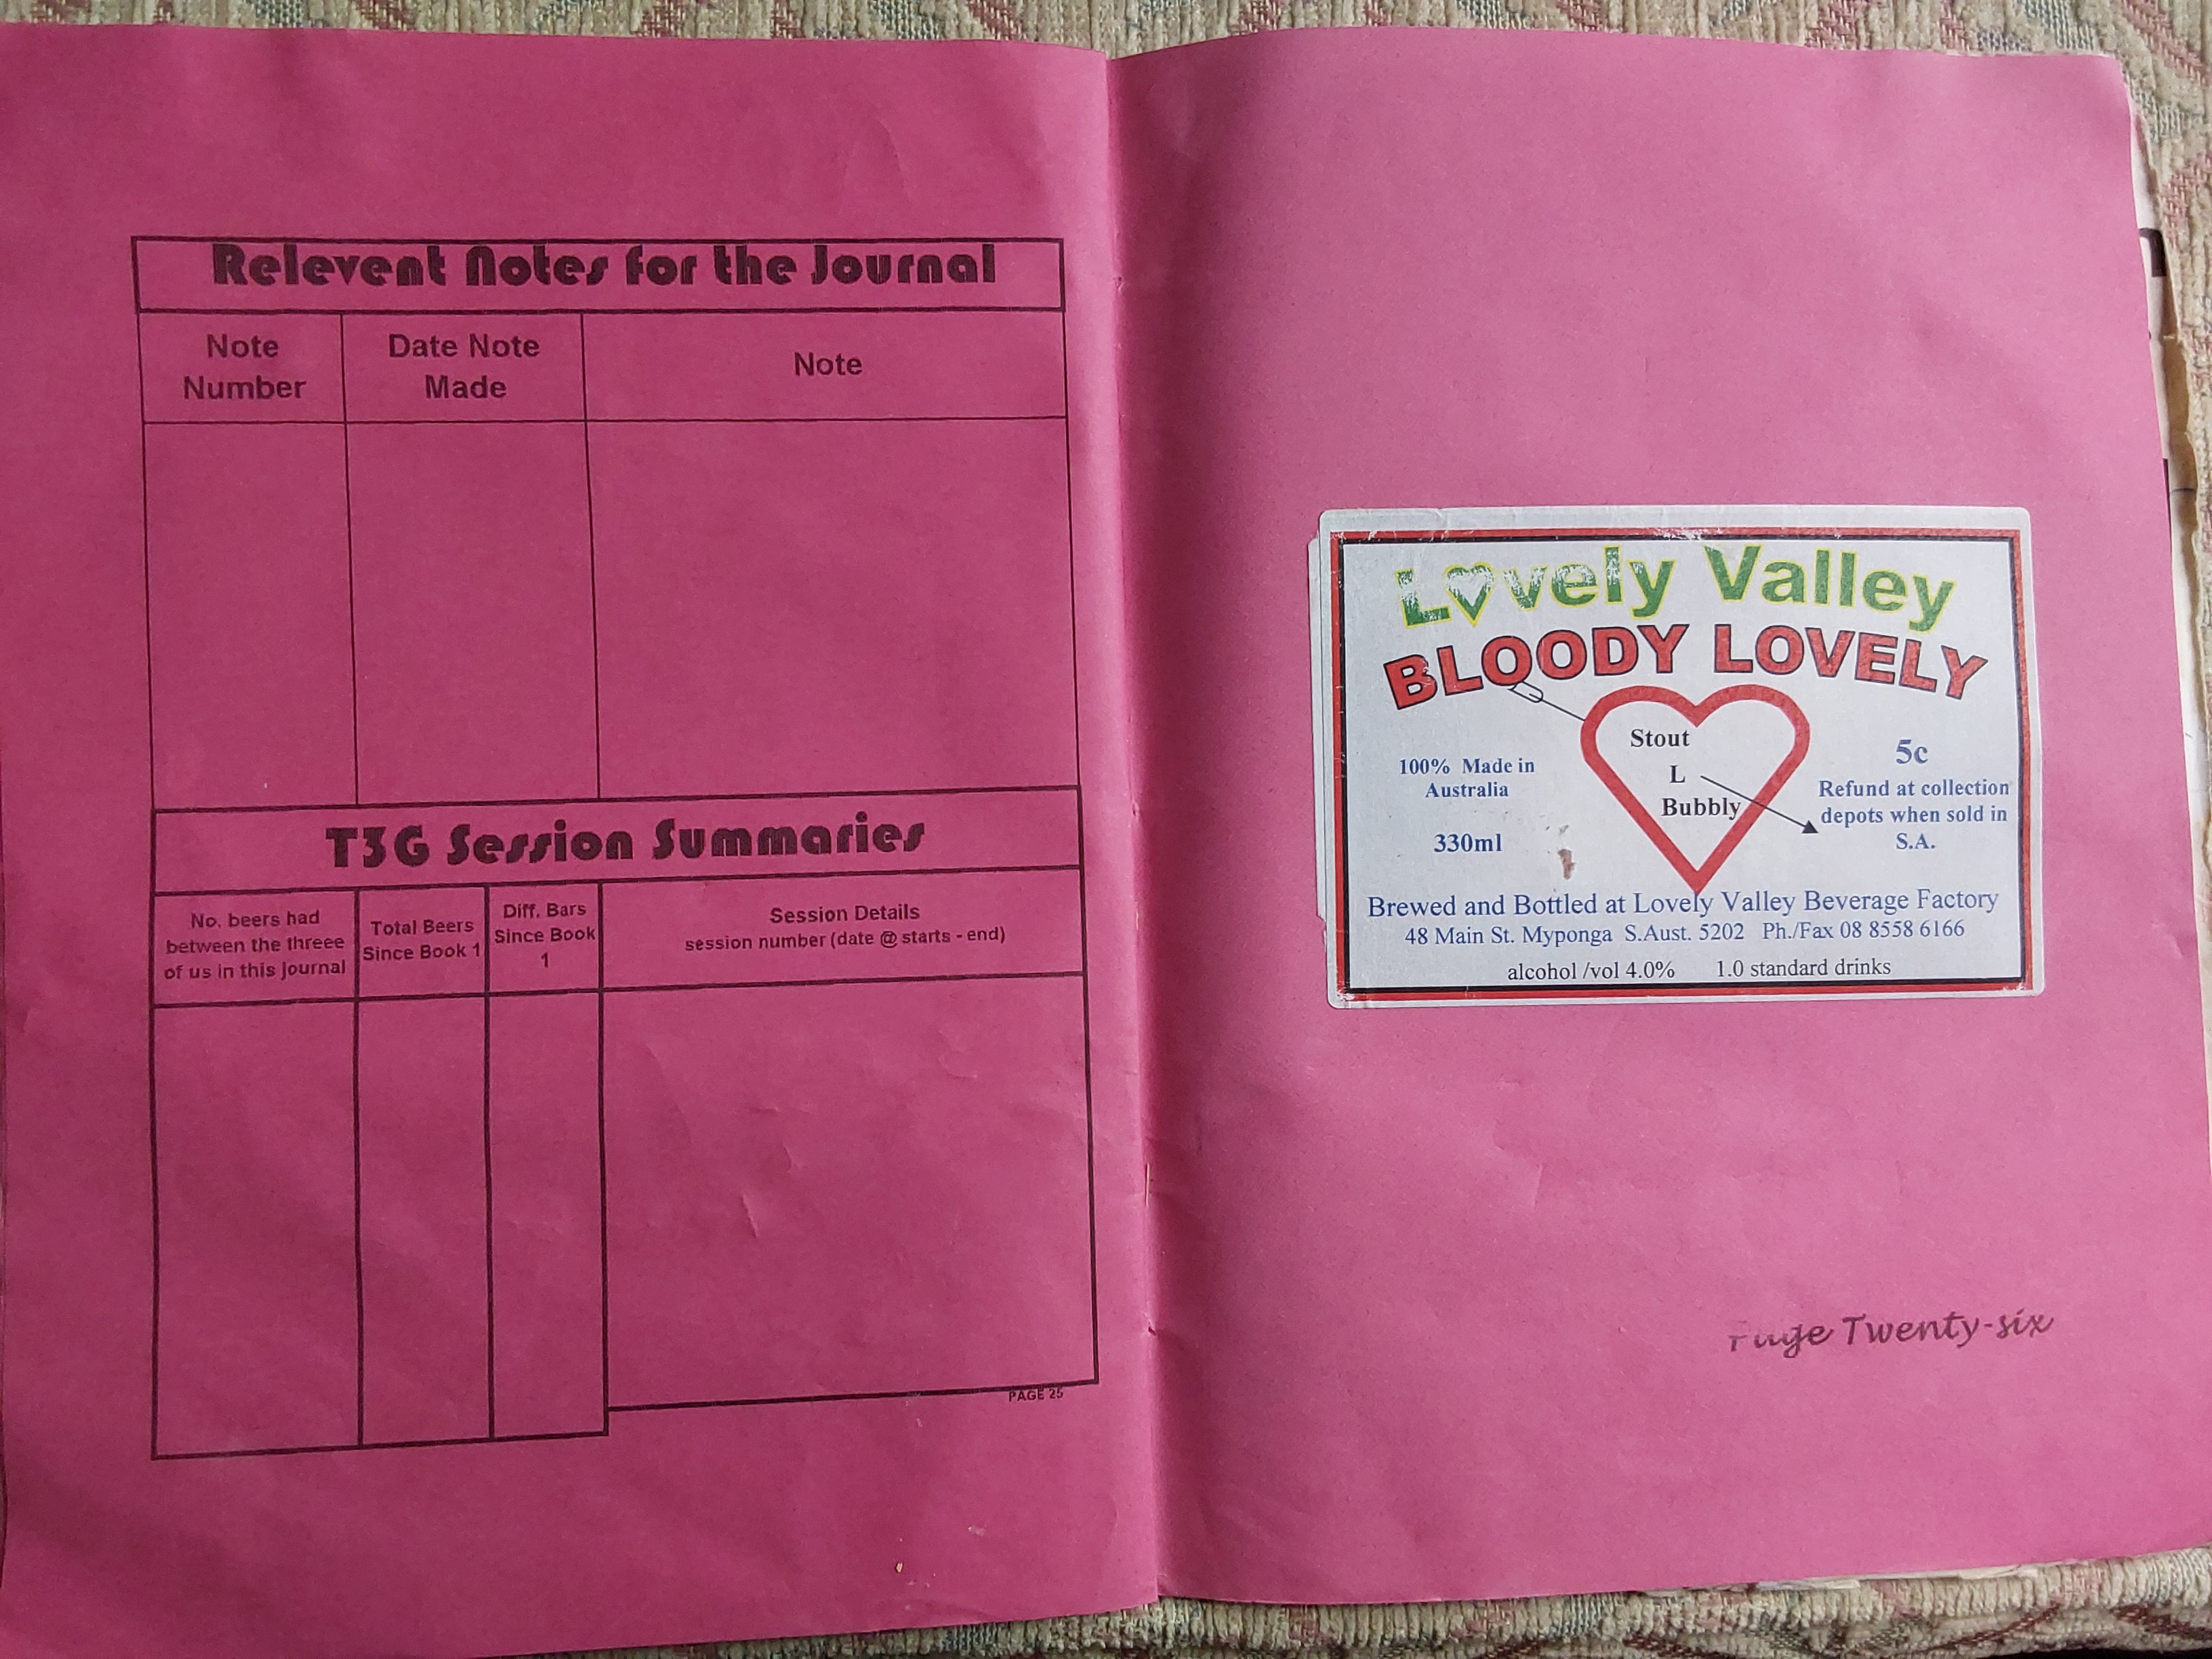 Relevent Notes for the Journal
Note Number
Date Note Made
Note
T3G Session Summaries
No. beers had
between the threee
of us in this journal
Total Beers
Since Book 1
Diff. Bars
Since Book
1
Session Details
session number (date @ starts - end)
PAGE 25
Lovely Valley
BLOODY LOVELY
Stout
L
Bubbly
100% Made in
Australia
330ml
5c
Refund at collection
depots when sold in
S.A.
Brewed and Bottled at Lovely Valley Beverage Factory
48 Main St. Myponga S.Aust. 5202 Ph./Fax 08 8558 6166
alcohol /vol 4.0% 1.0 standard drinks
Page Twenty-six